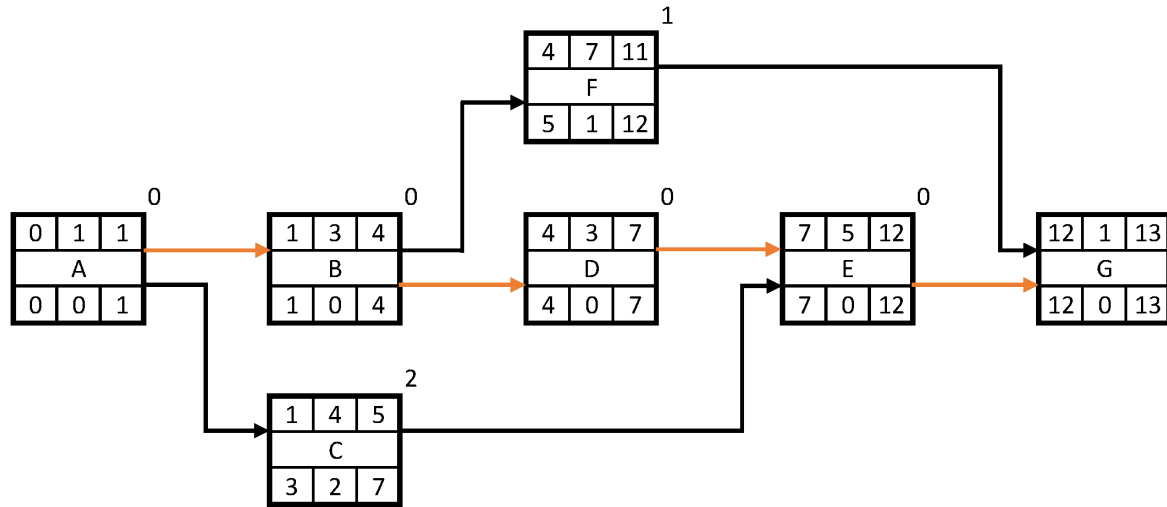 1
4 7 11
F
5 1 12
0
0 1 1
A
0 0 1
0
1 3 4
B
1 0 4
0
4 3 7
D
4 0 7
0
7 5 12
E
7 0 12
12 1 13
G
12 0 13
2
1 4 5
C
3 2 7